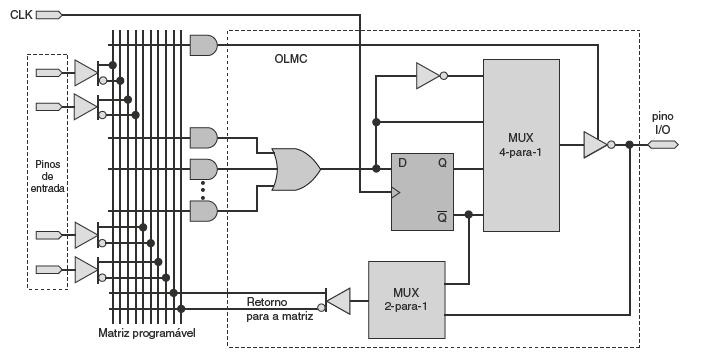 CLK
OLMC
Pinos
de
entrada
D
Q
Q̅
MUX
4-para-1
pino
I/O
MUX
2-para-1
Retorno
para a matriz
Matriz programável